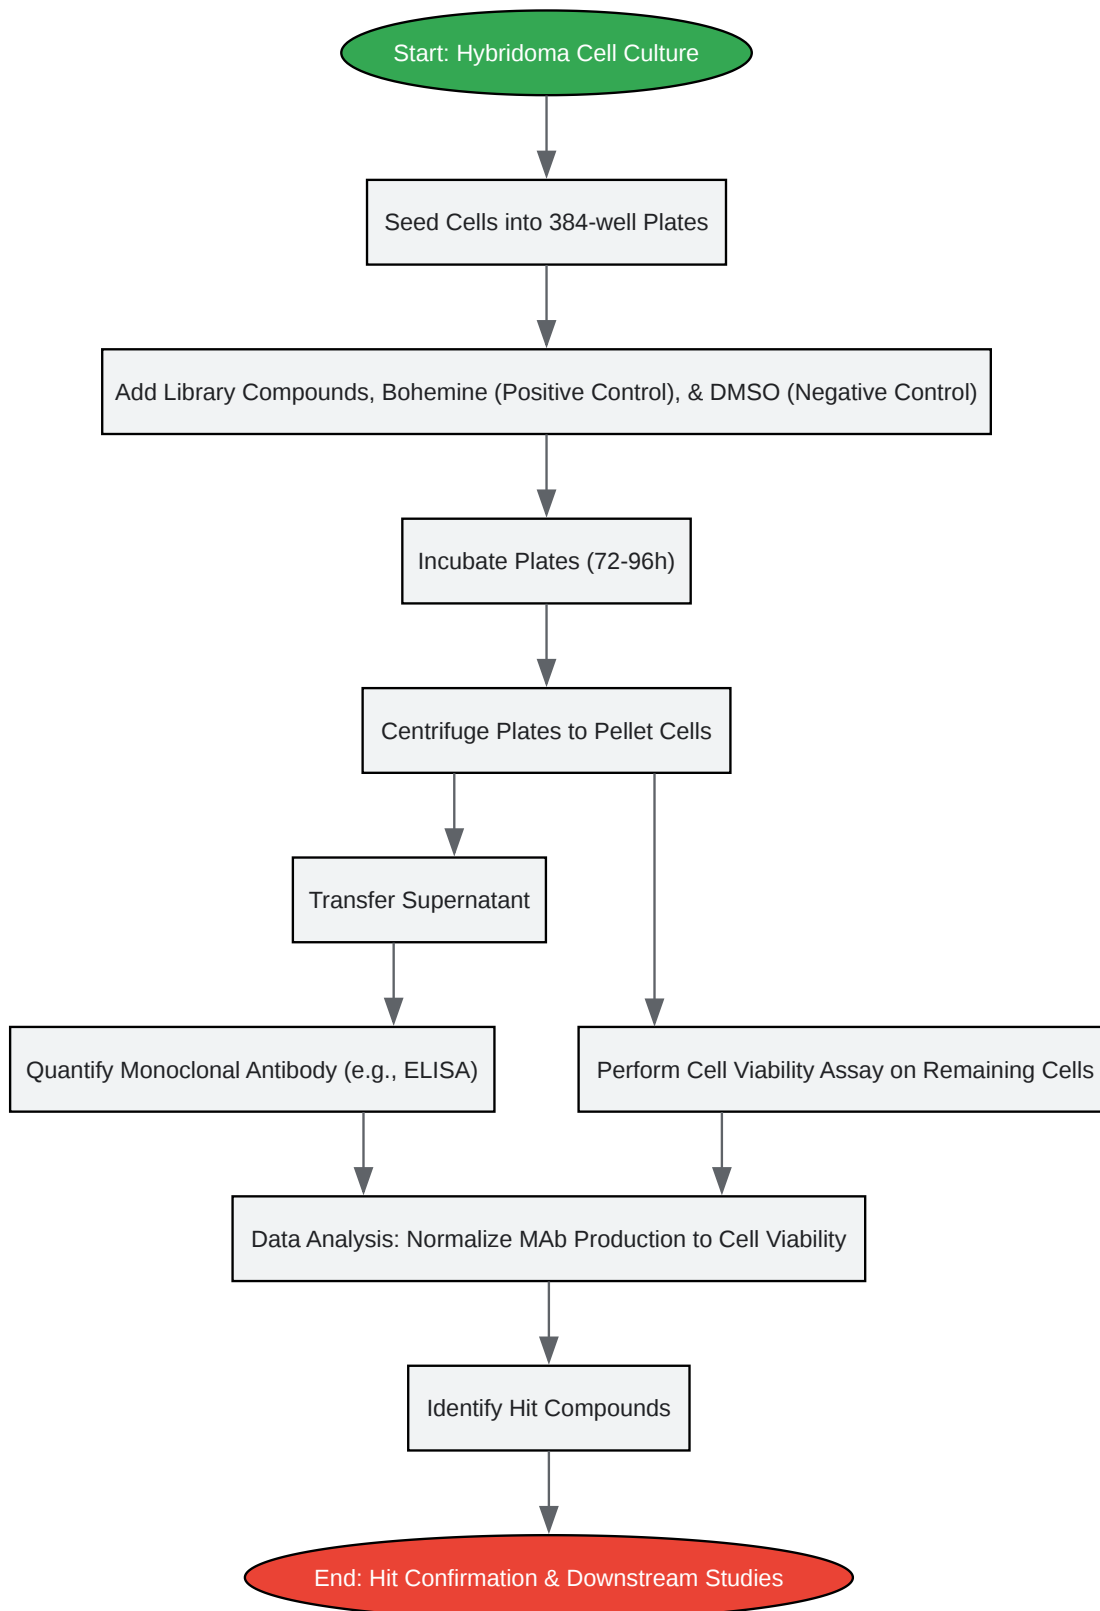 Start: Hybridoma Cell Culture
Seed Cells into 384-well Plates
Add Library Compounds, Bohemine (Positive Control), & DMSO (Negative Control)
Incubate Plates (72-96h)
Centrifuge Plates to Pellet Cells
Transfer Supernatant
Quantify Monoclonal Antibody (e.g., ELISA)
Perform Cell Viability Assay on Remaining Cells
Data Analysis: Normalize MAb Production to Cell Viability
Identify Hit Compounds
End: Hit Confirmation & Downstream Studies